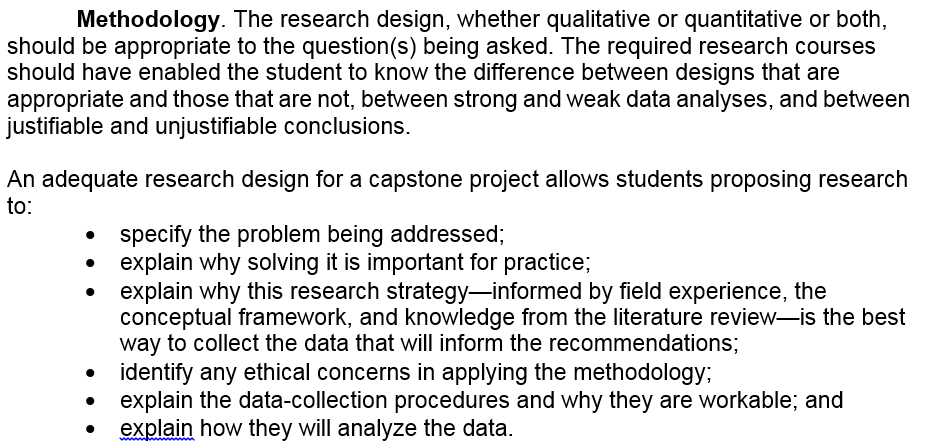 Methodology. The research design, whether qualitative or quantitative or both,
should be appropriate to the question(s) being asked. The required research courses
should have enabled the student to know the difference between designs that are
appropriate and those that are not, between strong and weak data analyses, and between
justifiable and unjustifiable conclusions.
An adequate research design for a capstone project allows students proposing research
to:
• specify the problem being addressed;
• explain why solving it is important for practice;
• explain why this research strategy—informed by field experience, the
conceptual framework, and knowledge from the literature review—is the best
way to collect the data that will inform the recommendations;
• identify any ethical concerns in applying the methodology;
• explain the data-collection procedures and why they are workable; and
• explain how they will analyze the data.